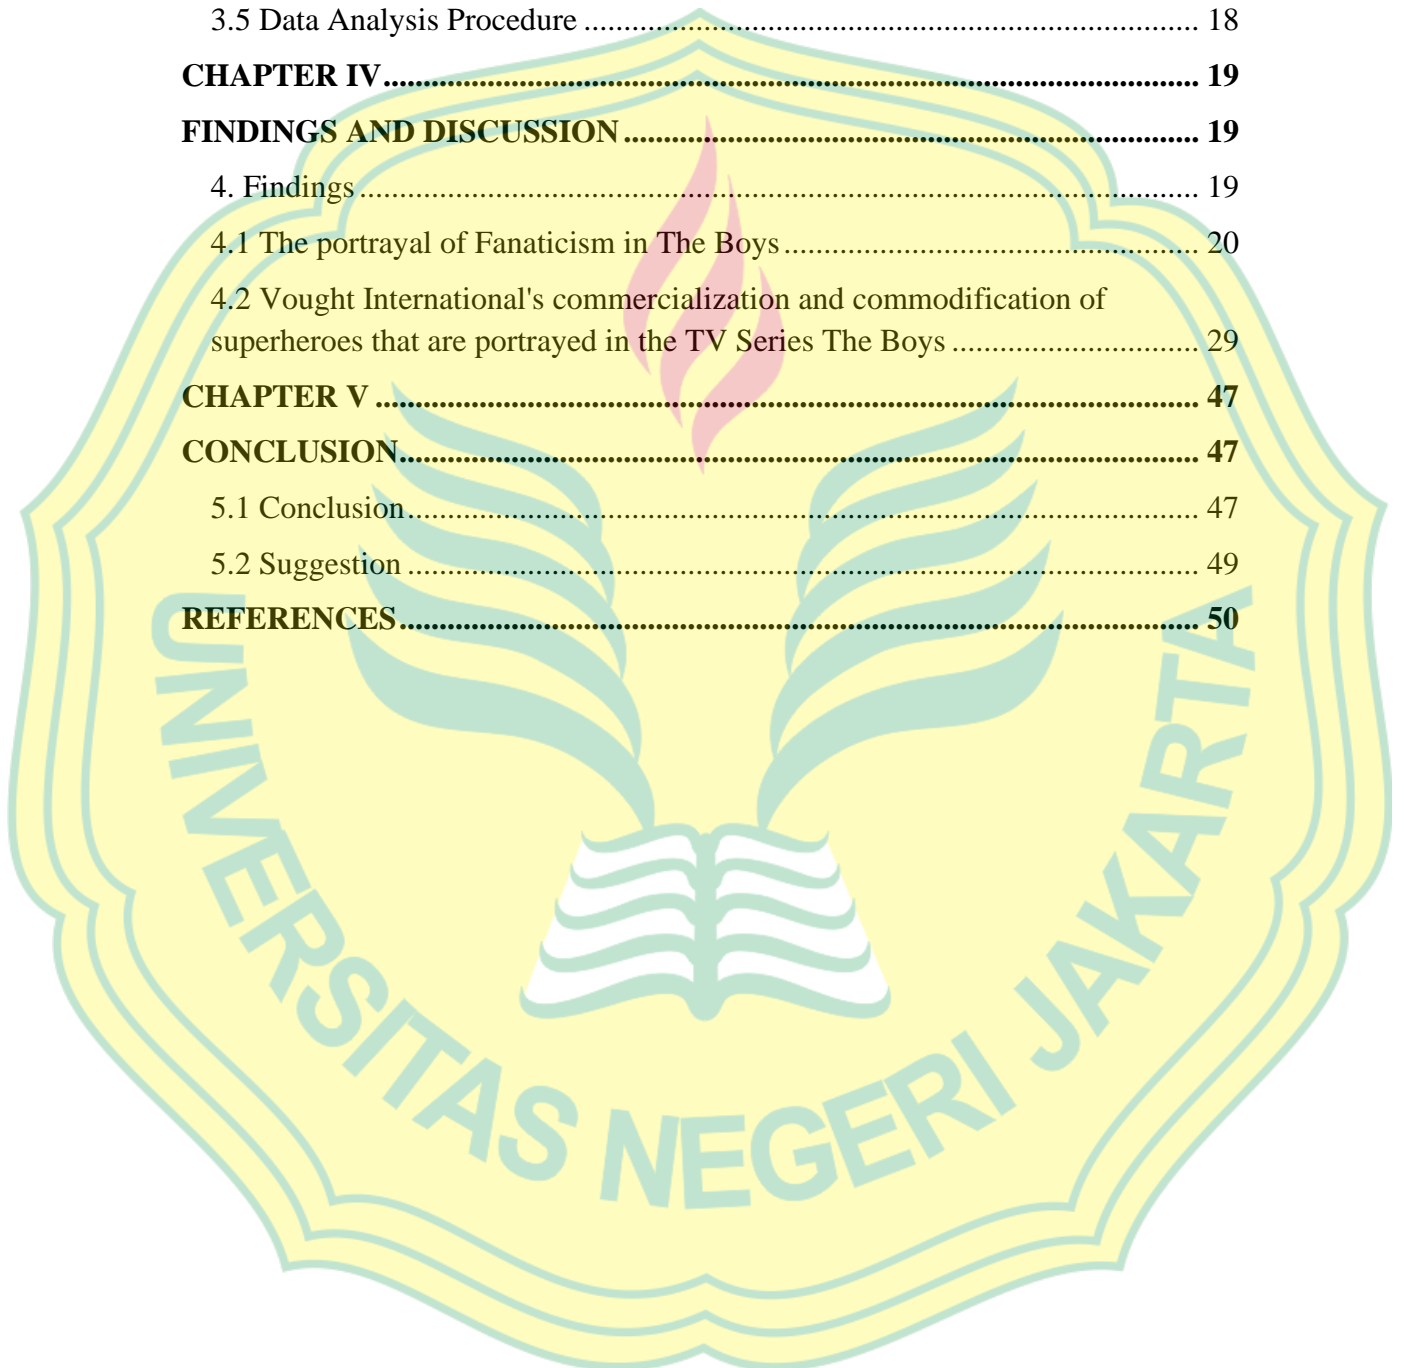 3.5 Data Analysis Procedure ............................................................................. 18
CHAPTER IV..................................................................................................... 19
FINDINGS AND DISCUSSION ....................................................................... 19
4. Findings ......................................................................................................... 19
4.1 The portrayal of Fanaticism in The Boys .................................................... 20
4.2 Vought International's commercialization and commodification of
superheroes that are portrayed in the TV Series The Boys ............................... 29
CHAPTER V ...................................................................................................... 47
CONCLUSION................................................................................................... 47
5.1 Conclusion................................................................................................... 47
5.2 Suggestion ................................................................................................... 49
REFERENCES................................................................................................... 50
UNIVERSITAS NEGERI JAKARTA